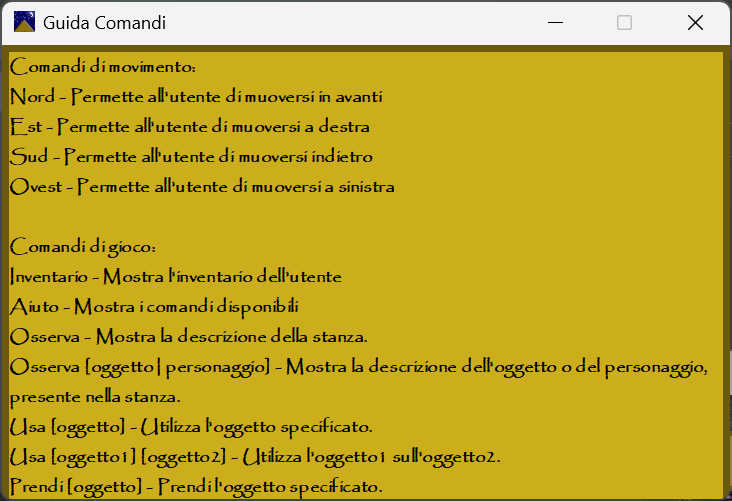 Guida Comandi
Comandi di movimento:
Nord - Permette all'utente di muoversi in avanti
Est - Permette all'utente di muoversi a destra
Sud - Permette all'utente di muoversi indietro
Ovest - Permette all'utente di muoversi a sinistra
Comandi di gioco:
Inventario - Mostra l'inventario dell'utente
Aiuto - Mostra i comandi disponibili
Osserva - Mostra la descrizione della stanza.
Osserva [oggetto | personaggio] - Mostra la descrizione dell'oggetto o del personaggio,
presente nella stanza.
Usa [oggetto] - Utilizza l'oggetto specificato.
Usa [oggetto1] [oggetto2] - Utilizza l'oggetto1 sull'oggetto2.
Prendi [oggetto] - Prendi l'oggetto specificato.